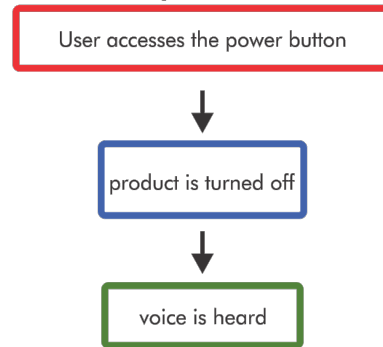 User accesses the power button
product is turned off
voice is heard